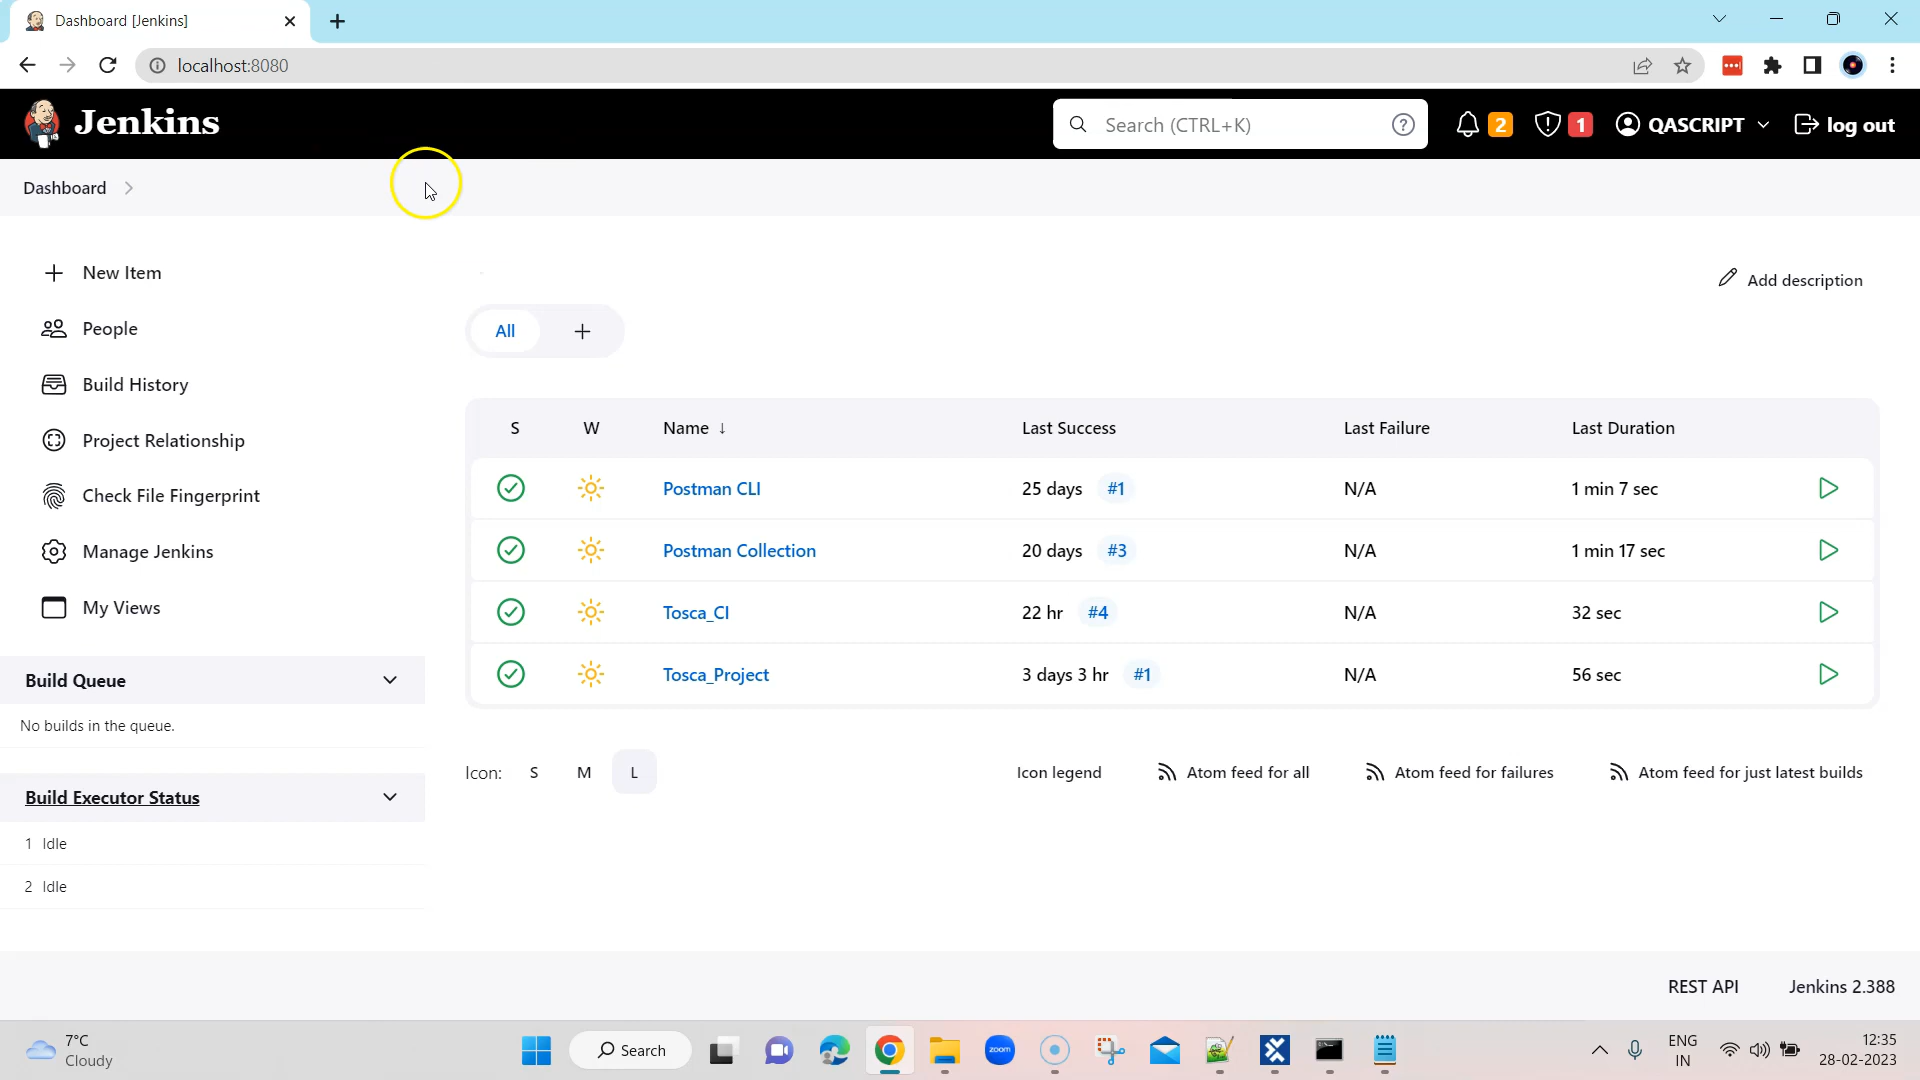 Dashboard [Jenkins]
localhost:8080
Jenkins
Search (CTRL+K)
2
1
QASCRIPT
log out
Dashboard
New Item
People
Build History
Project Relationship
Check File Fingerprint
Manage Jenkins
My Views
Build Queue
No builds in the queue.
Build Executor Status
1 Idle
2 Idle
Add description
All +
S W Name ↓ Last Success Last Failure Last Duration
Postman CLI 25 days #1 N/A 1 min 7 sec
Postman Collection 20 days #3 N/A 1 min 17 sec
Tosca_CI 22 hr #4 N/A 32 sec
Tosca_Project 3 days 3 hr #1 N/A 56 sec
Icon: S M L
Icon legend Atom feed for all Atom feed for failures Atom feed for just latest builds
REST API Jenkins 2.388
7°C
Cloudy
Search
zoom
ENG
IN
12:35
28-02-2023